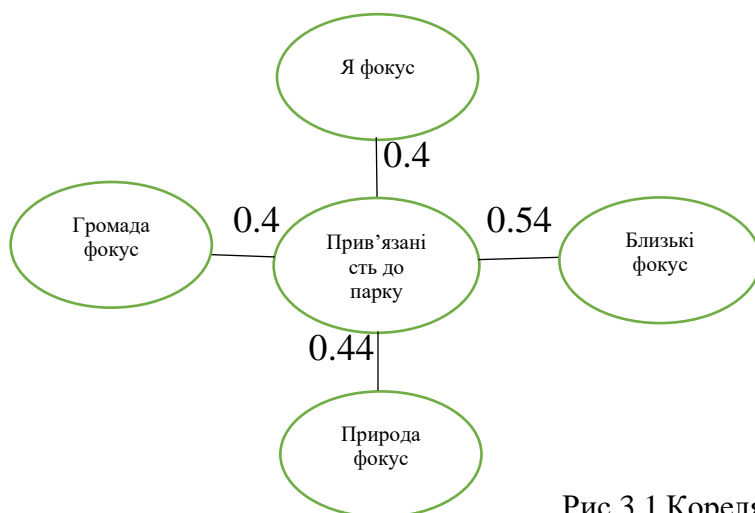 Я фокус
0.4
Громада
фокус
0.4
Прив’язані
сть до
парку
0.54
Близькі
фокус
0.44
Природа
фокус
Рис 3.1